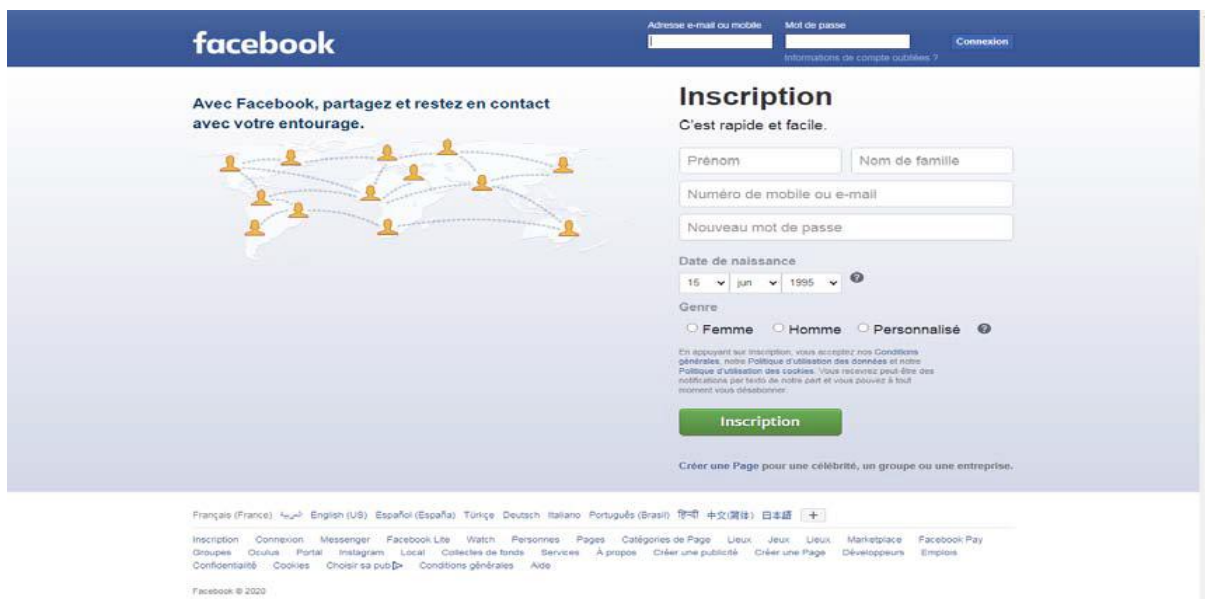 facebook
Adresse e-mail ou mobile
Mot de passe
Connexion
Informations de compte oubliées ?
Avec Facebook, partagez et restez en contact
avec votre entourage.
Inscription
C'est rapide et facile.
Prénom
Nom de famille
Numéro de mobile ou e-mail
Nouveau mot de passe
Date de naissance
15 jun 1995 ?
Genre
Femme Homme Personnalisé ?
En appuyant sur Inscription, vous acceptez nos Conditions
générales, notre Politique d'utilisation des données et notre
Politique d'utilisation des cookies. Vous recevrez peut-être des
notifications par texto de notre part et vous pouvez à tout
moment vous désabonner.
Inscription
Créer une Page pour une célébrité, un groupe ou une entreprise.
Français (France) العربية English (US) Español (España) Türkçe Deutsch Italiano Português (Brasil) हिन्दी 中文(简体) 日本語 +
Inscription Connexion Messenger Facebook Lite Watch Personnes Pages Catégories de Page Lieux Jeux Lieux Marketplace Facebook Pay
Groupes Oculus Portal Instagram Local Collectes de fonds Services À propos Créer une publicité Créer une Page Développeurs Emplois
Confidentialité Cookies Choisir sa pub Conditions générales Aide
Facebook © 2020